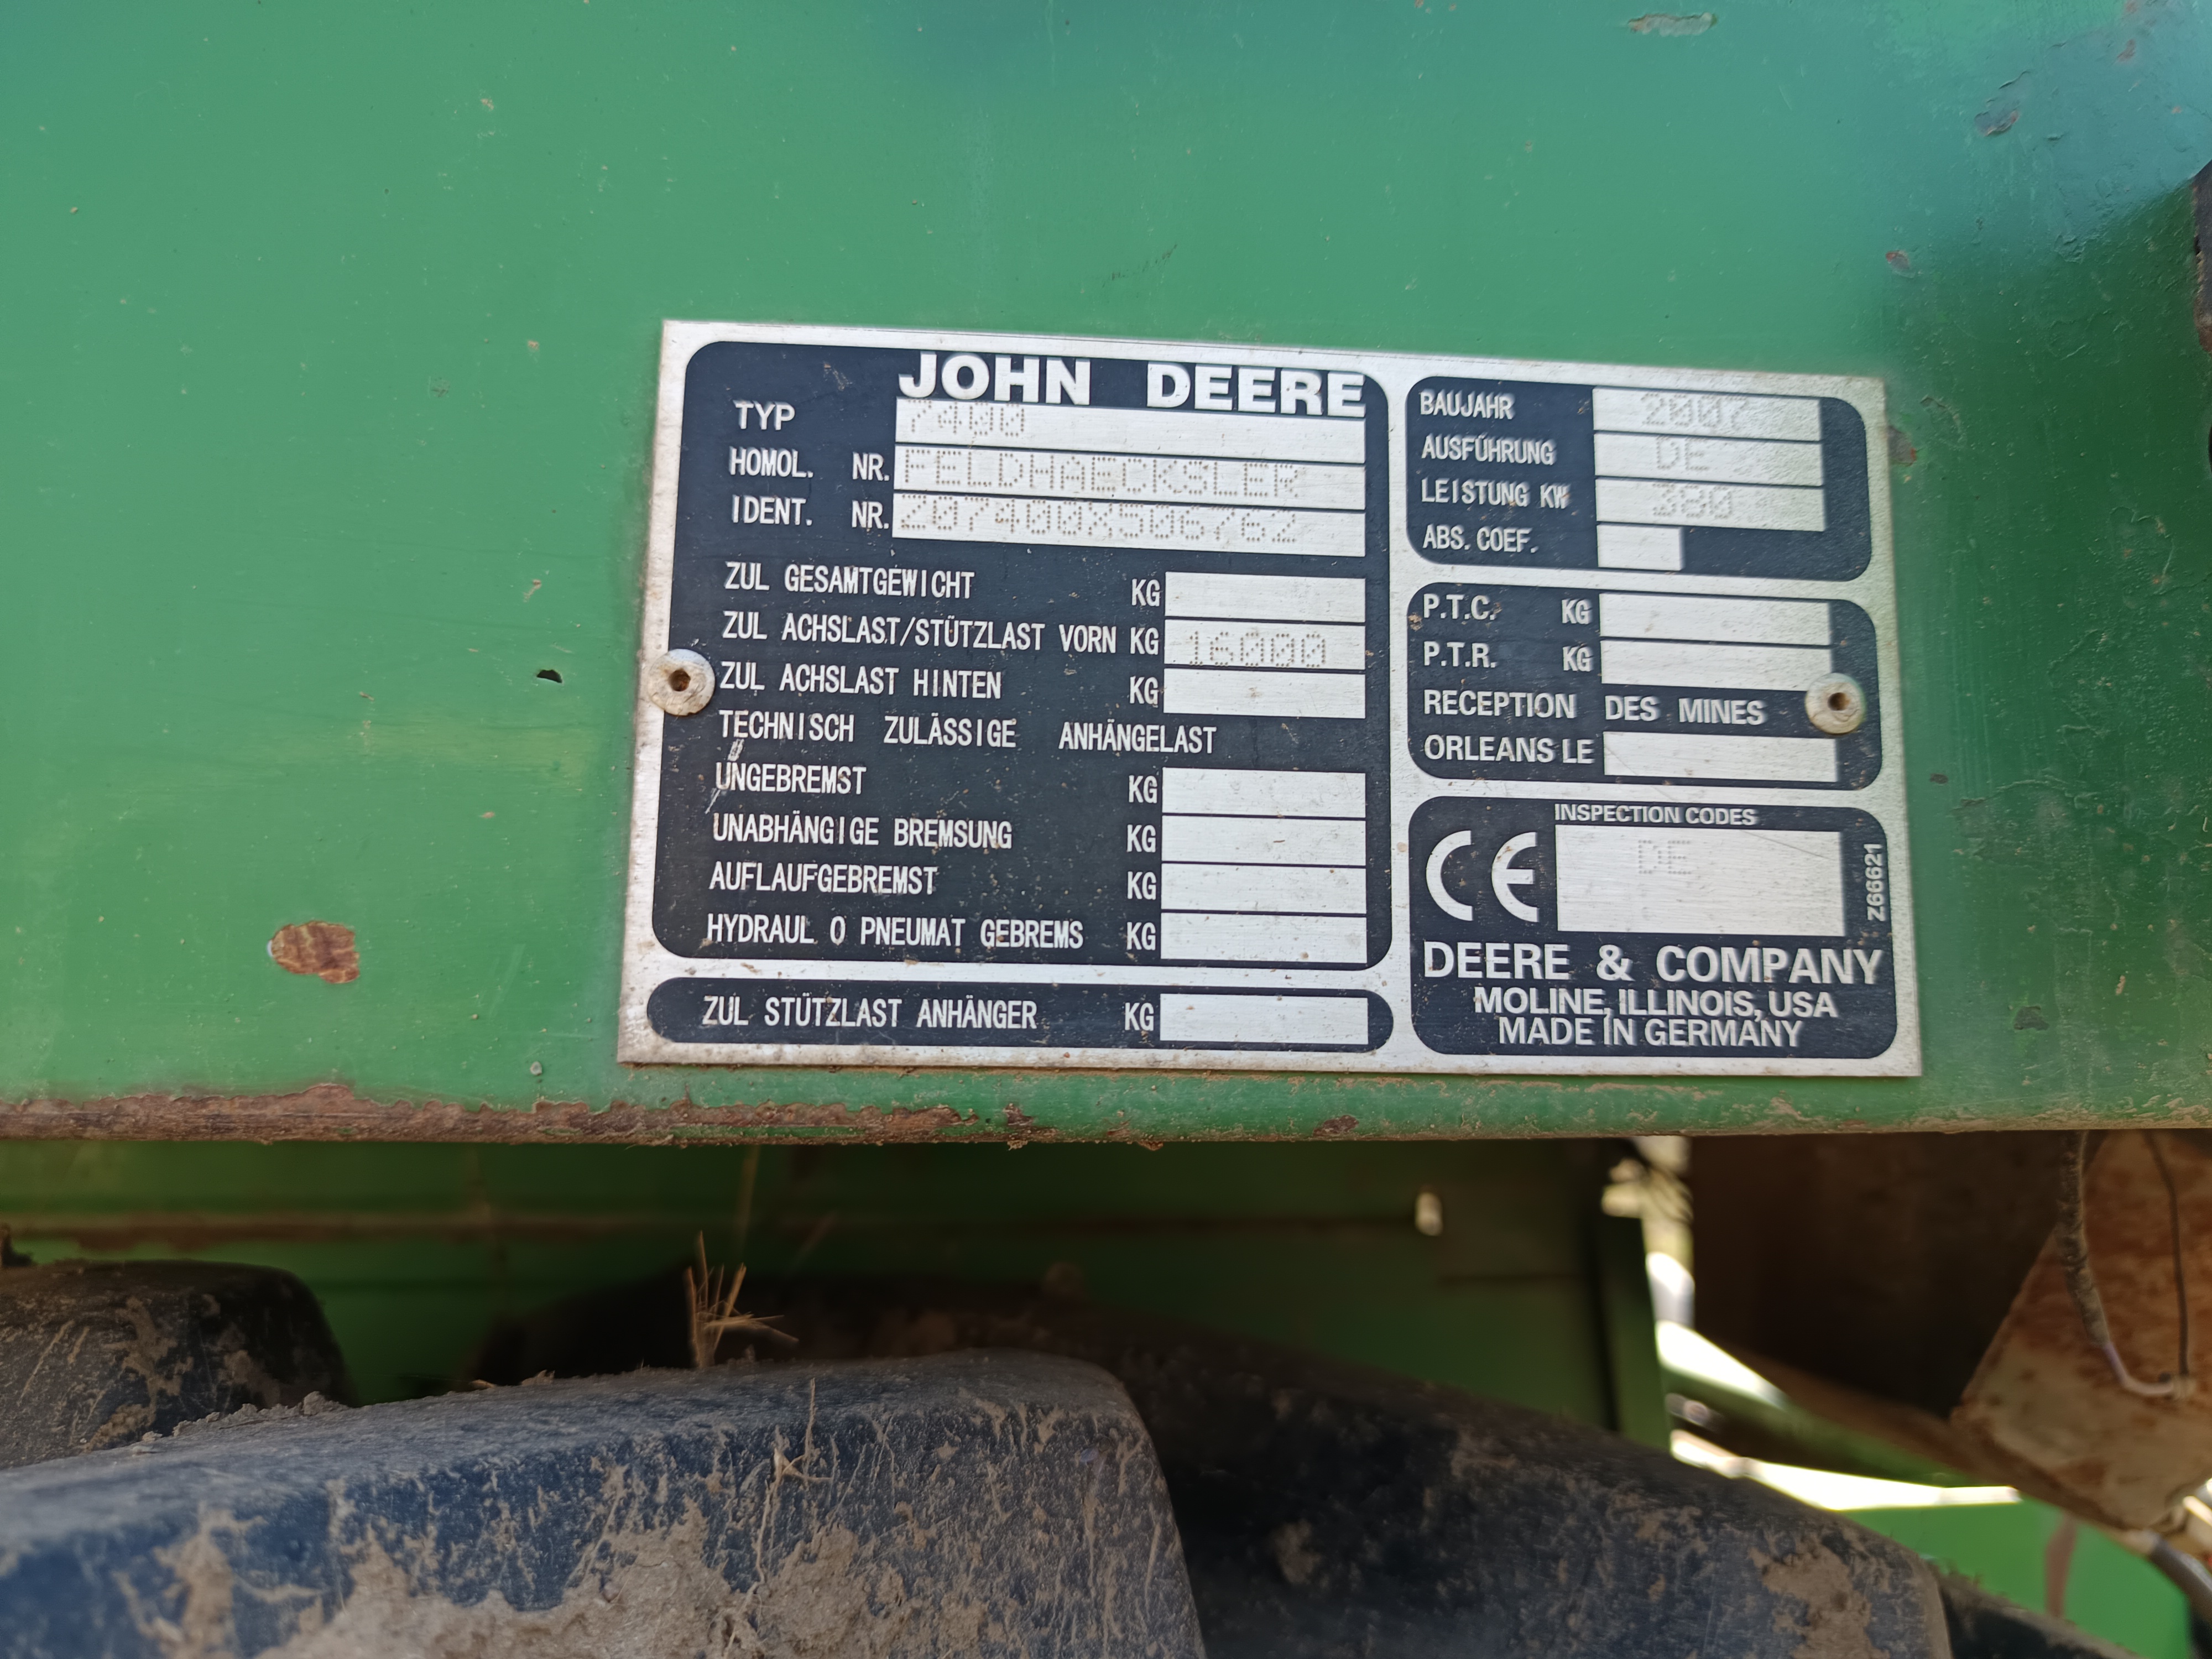 JOHN DEERE
TYP 7400
HOMOL. NR. FELDHAECKSLER
IDENT. NR. Z07400X506762
ZUL GESAMTGEWICHT KG
ZUL ACHSLAST/STÜTZLAST VORN KG 16000
ZUL ACHSLAST HINTEN KG
TECHNISCH ZULÄSSIGE ANHÄNGELAST
UNGEBREMST KG
UNABHÄNGIGE BREMSUNG KG
AUFLAUFGEBREMST KG
HYDRAUL O PNEUMAT GEBREMS KG
ZUL STÜTZLAST ANHÄNGER KG
BAUJAHR 2007
AUSFÜHRUNG DE
LEISTUNG KW 380
ABS. COEF.
P.T.C. KG
P.T.R. KG
RECEPTION DES MINES
ORLEANS LE
INSPECTION CODES
CE DE
Z66621
DEERE & COMPANY
MOLINE, ILLINOIS, USA
MADE IN GERMANY